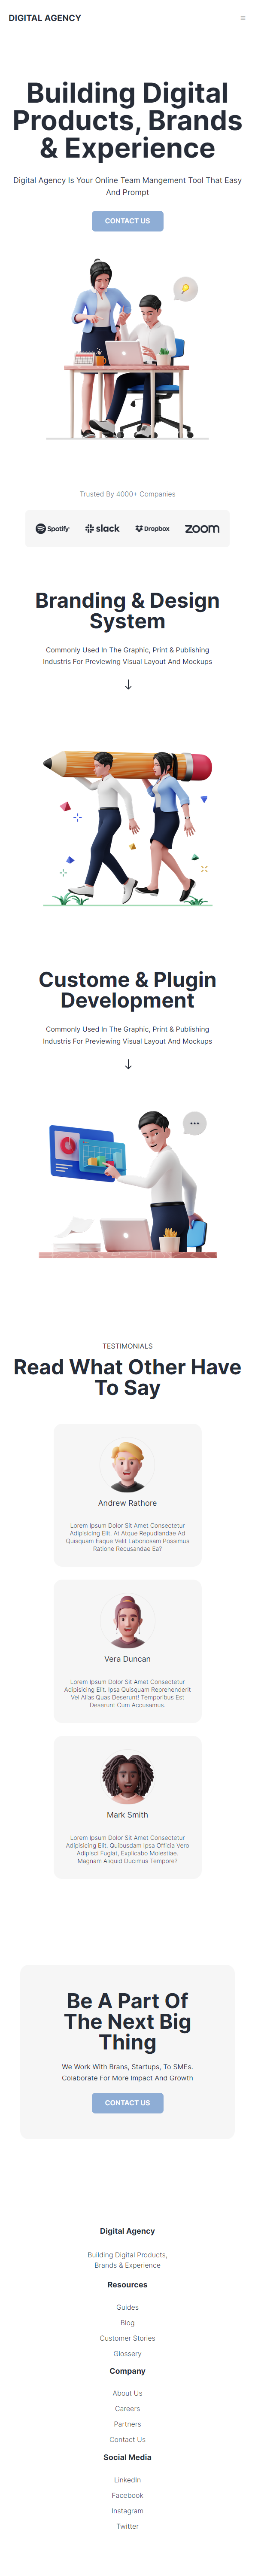 DIGITAL AGENCY
Building Digital
Products, Brands
& Experience
Digital Agency Is Your Online Team Mangement Tool That Easy
And Prompt
CONTACT US
Trusted By 4000+ Companies
Spotify slack Dropbox zoom
Branding & Design
System
Commonly Used In The Graphic, Print & Publishing
Industris For Previewing Visual Layout And Mockups
Custome & Plugin
Development
Commonly Used In The Graphic, Print & Publishing
Industris For Previewing Visual Layout And Mockups
TESTIMONIALS
Read What Other Have
To Say
Andrew Rathore
Lorem Ipsum Dolor Sit Amet Consectetur
Adipisicing Elit. At Atque Repudiandae Ad
Quisquam Eaque Velit Laboriosam Possimus
Ratione Recusandae Ea?
Vera Duncan
Lorem Ipsum Dolor Sit Amet Consectetur
Adipisicing Elit. Ipsa Quisquam Reprehenderit
Vel Alias Quas Deserunt! Temporibus Est
Deserunt Cum Accusamus.
Mark Smith
Lorem Ipsum Dolor Sit Amet Consectetur
Adipisicing Elit. Quibusdam Ipsa Officia Vero
Adipisci Fugiat, Explicabo Molestiae.
Magnam Aliquid Ducimus Tempore?
Be A Part Of
The Next Big
Thing
We Work With Brans, Startups, To SMEs.
Colaborate For More Impact And Growth
CONTACT US
Digital Agency
Building Digital Products,
Brands & Experience
Resources
Guides
Blog
Customer Stories
Glossery
Company
About Us
Careers
Partners
Contact Us
Social Media
LinkedIn
Facebook
Instagram
Twitter